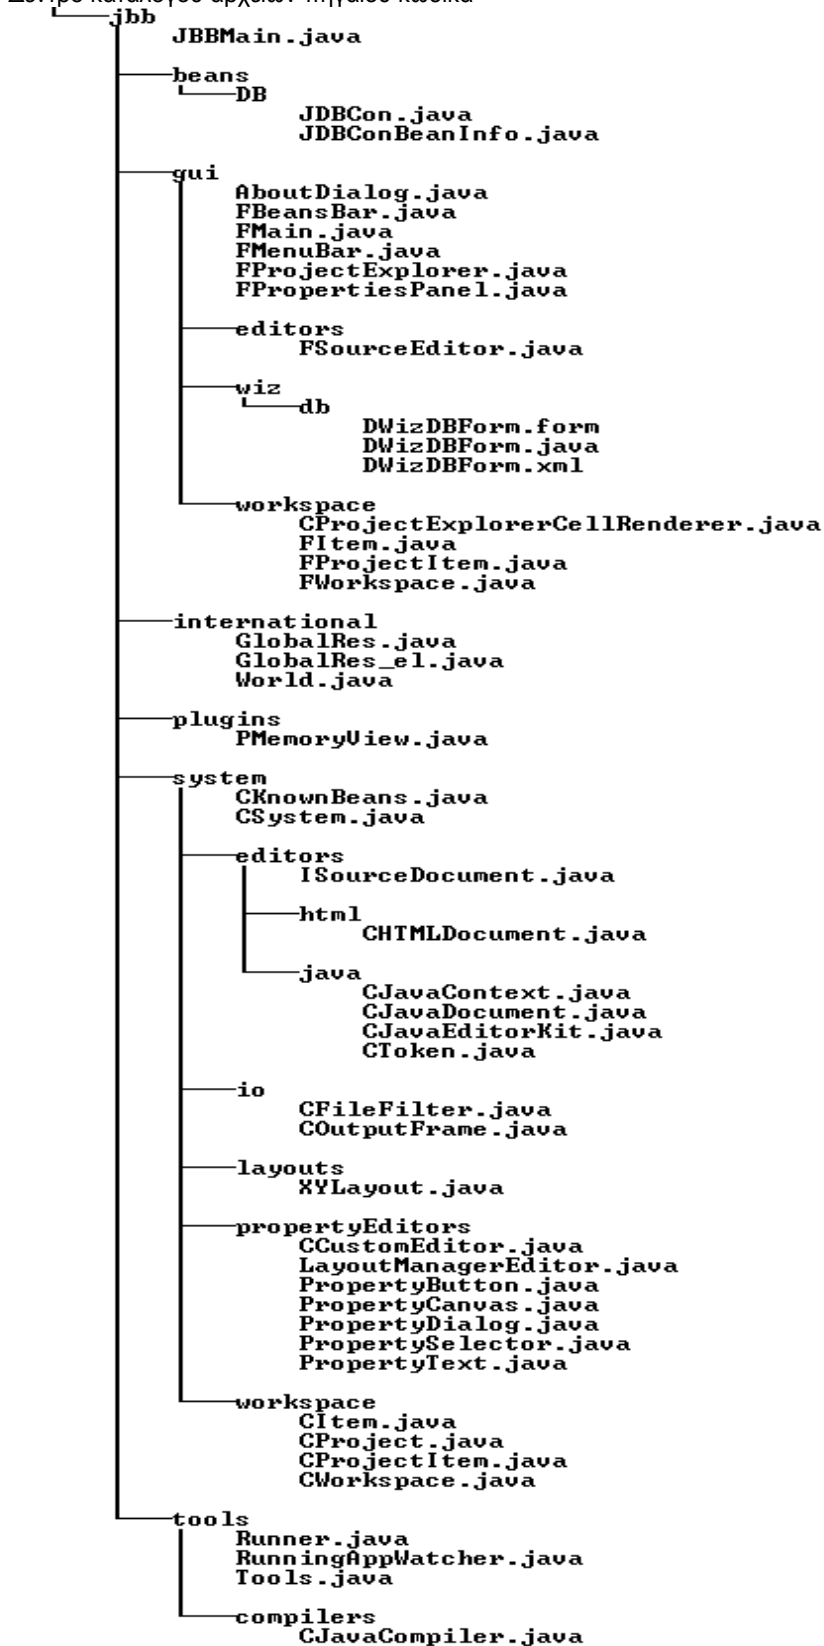 Δέντρο καταλόγου αρχείων πηγαίου κώδικα
jbb
JBBMain.java
beans
DB
JDBCon.java
JDBConBeanInfo.java
gui
AboutDialog.java
FBeansBar.java
FMain.java
FMenuBar.java
FProjectExplorer.java
FPropertiesPanel.java
editors
FSourceEditor.java
wiz
db
DWizDBForm.form
DWizDBForm.java
DWizDBForm.xml
workspace
CProjectExplorerCellRenderer.java
FItem.java
FProjectItem.java
FWorkspace.java
international
GlobalRes.java
GlobalRes_el.java
World.java
plugins
PMemoryView.java
system
CKnownBeans.java
CSystem.java
editors
ISourceDocument.java
html
CHTMLDocument.java
java
CJavaContext.java
CJavaDocument.java
CJavaEditorKit.java
CToken.java
io
CFileFilter.java
COutputFrame.java
layouts
XYLayout.java
propertyEditors
CCustomEditor.java
LayoutManagerEditor.java
PropertyButton.java
PropertyCanvas.java
PropertyDialog.java
PropertySelector.java
PropertyText.java
workspace
CItem.java
CProject.java
CProjectItem.java
CWorkspace.java
tools
Runner.java
RunningAppWatcher.java
Tools.java
compilers
CJavaCompiler.java